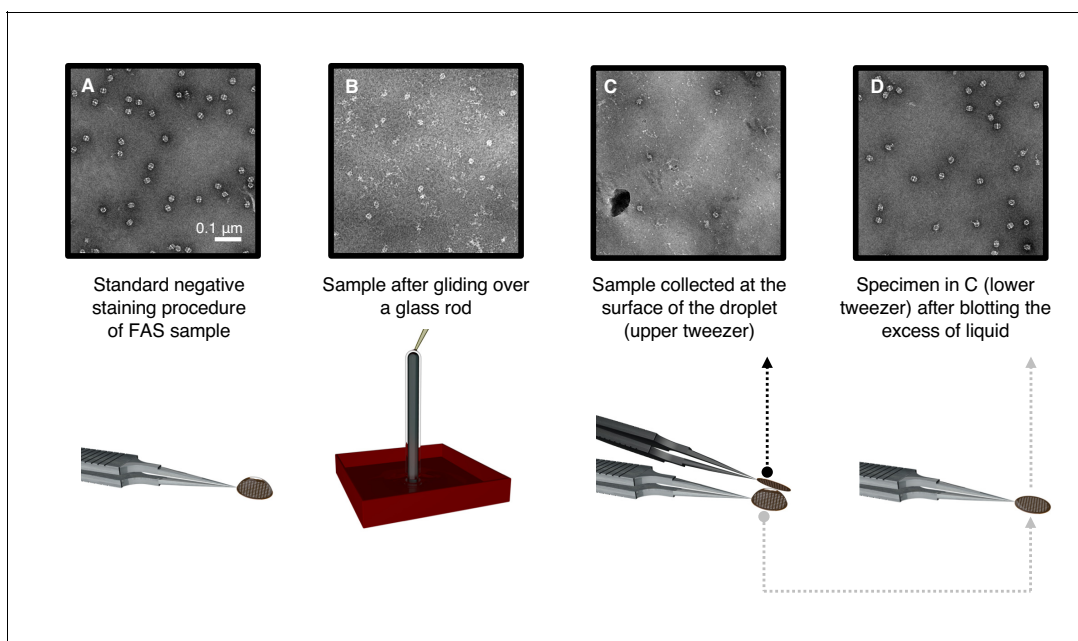 A
B
C
D
0.1 µm
Standard negative
staining procedure
of FAS sample
Sample after gliding over
a glass rod
Sample collected at the
surface of the droplet
(upper tweezer)
Specimen in C (lower
tweezer) after blotting the
excess of liquid